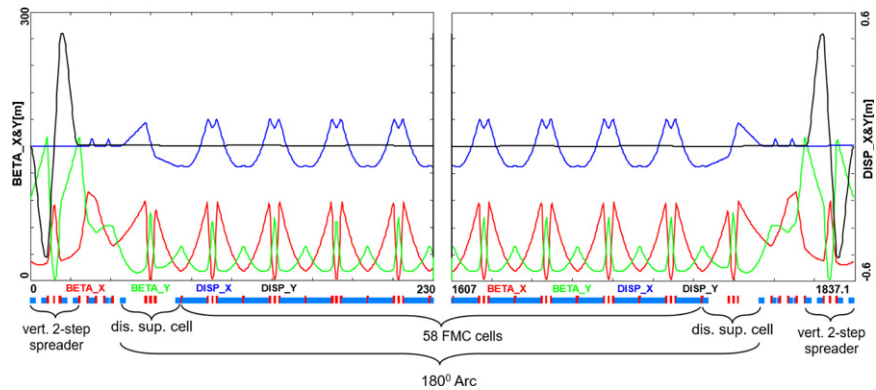 300
0.6
BETA_X&Y[m]
DISP_X&Y[m]
0
-0.6
0 BETA_X BETA_Y DISP_X DISP_Y 230
1607 BETA_X BETA_Y DISP_X DISP_Y 1837.1
vert. 2-step
spreader
dis. sup. cell
58 FMC cells
dis. sup. cell
vert. 2-step
spreader
180⁰ Arc